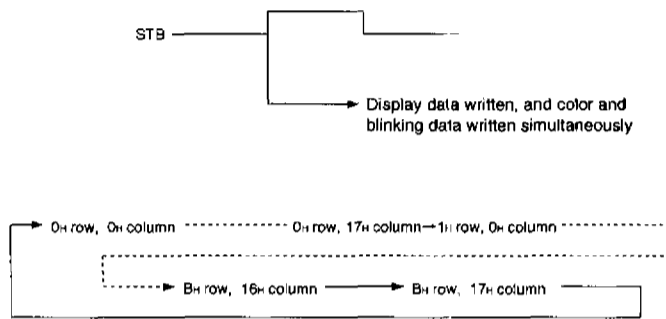 STB
Display data written, and color and
blinking data written simultaneously
0H row, 0H column 0H row, 17H column→1H row, 0H column
BH row, 16H column → BH row, 17H column